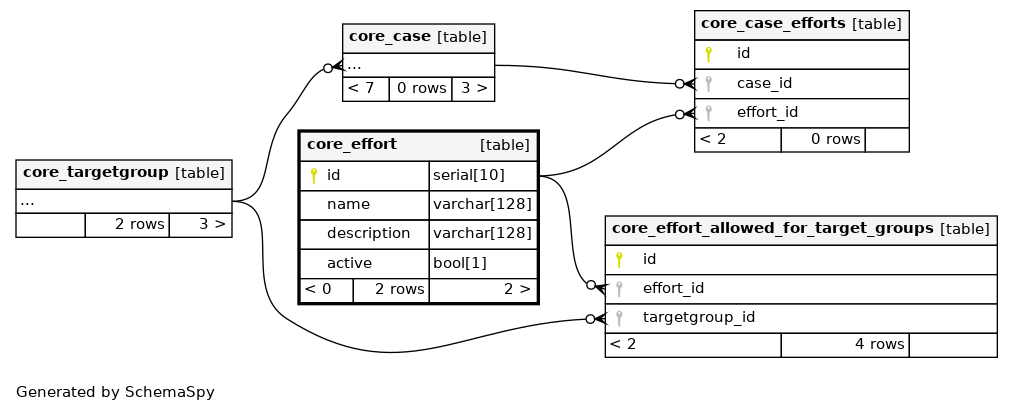 core_case [table]
...
< 7 0 rows 3 >
core_case_efforts [table]
id
case_id
effort_id
< 2 0 rows
core_effort [table]
id serial[10]
name varchar[128]
description varchar[128]
active bool[1]
< 0 2 rows 2 >
core_targetgroup [table]
...
2 rows 3 >
core_effort_allowed_for_target_groups [table]
id
effort_id
targetgroup_id
< 2 4 rows
Generated by SchemaSpy